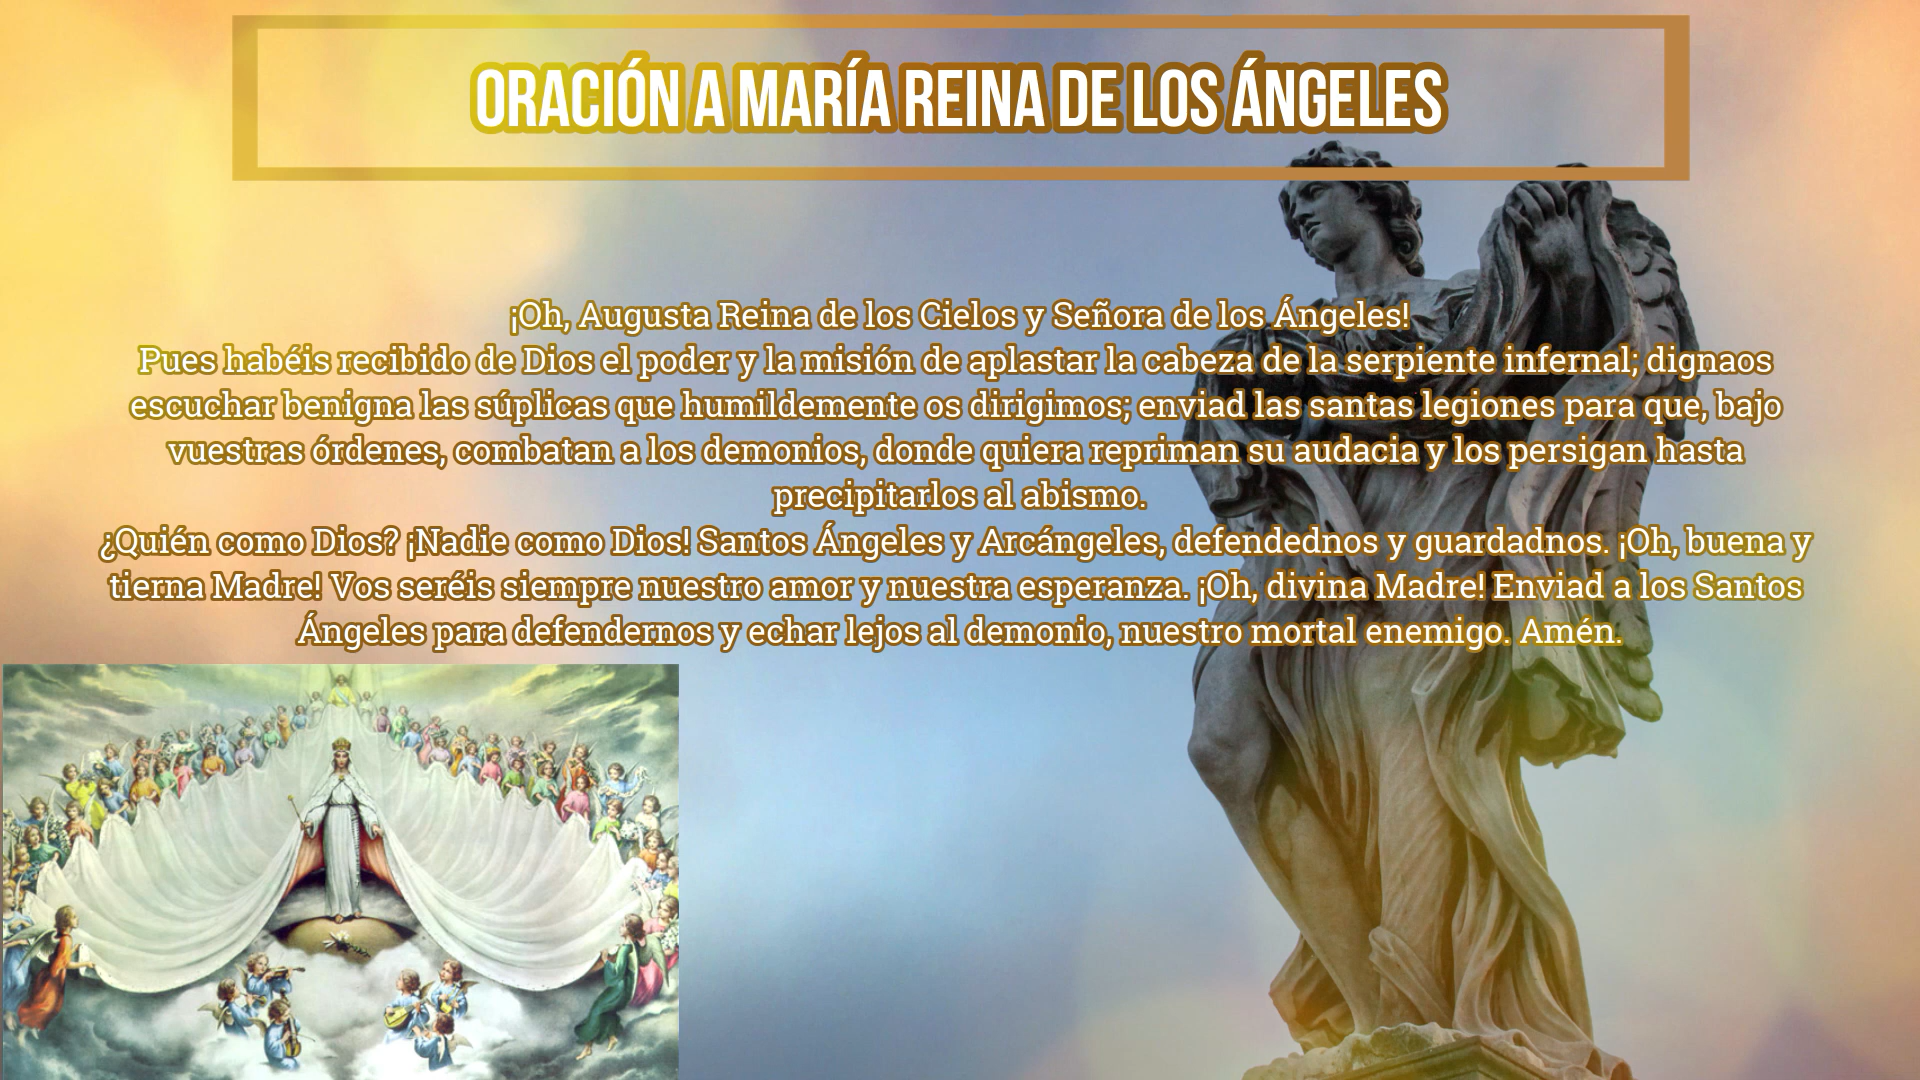 ORACIÓN A MARÍA REINA DE LOS ÁNGELES
¡Oh, Augusta Reina de los Cielos y Señora de los Ángeles!
Pues habéis recibido de Dios el poder y la misión de aplastar la cabeza de la serpiente infernal; dignaos
escuchar benigna las súplicas que humildemente os dirigimos; enviad las santas legiones para que, bajo
vuestras órdenes, combatan a los demonios, donde quiera repriman su audacia y los persigan hasta
precipitarlos al abismo.
¿Quién como Dios? ¡Nadie como Dios! Santos Ángeles y Arcángeles, defendednos y guardadnos. ¡Oh, buena y
tierna Madre! Vos seréis siempre nuestro amor y nuestra esperanza. ¡Oh, divina Madre! Enviad a los Santos
Ángeles para defendernos y echar lejos al demonio, nuestro mortal enemigo. Amén.